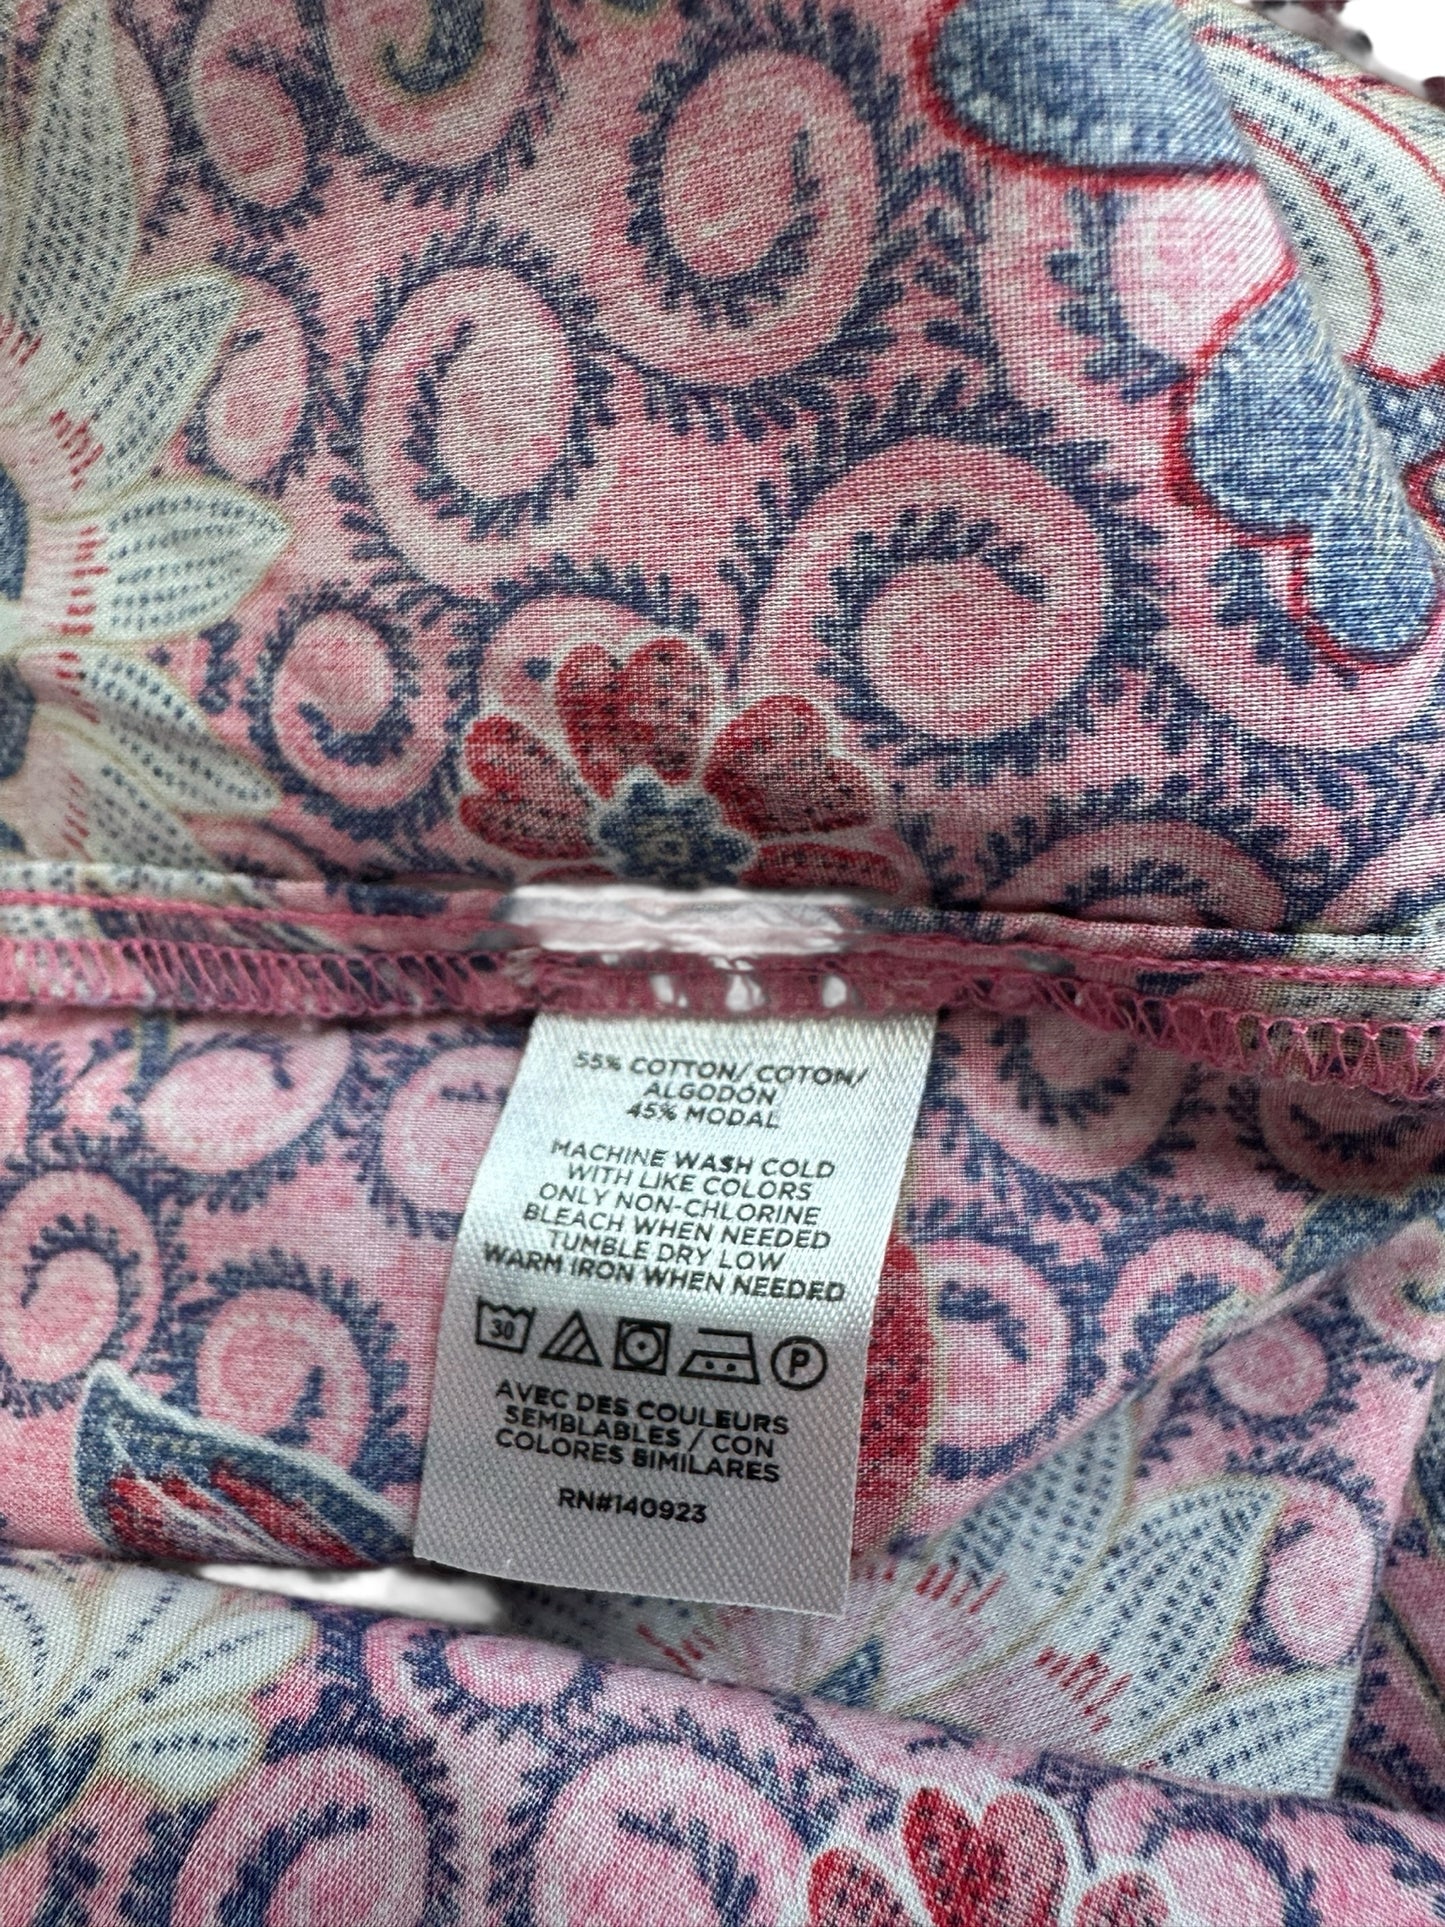 55% COTTON/ COTON/
ALGODÓN
45% MODAL
MACHINE WASH COLD
WITH LIKE COLORS
ONLY NON-CHLORINE
BLEACH WHEN NEEDED
TUMBLE DRY LOW
WARM IRON WHEN NEEDED
30 P
AVEC DES COULEURS
SEMBLABLES / CON
COLORES SIMILARES
RN#140923